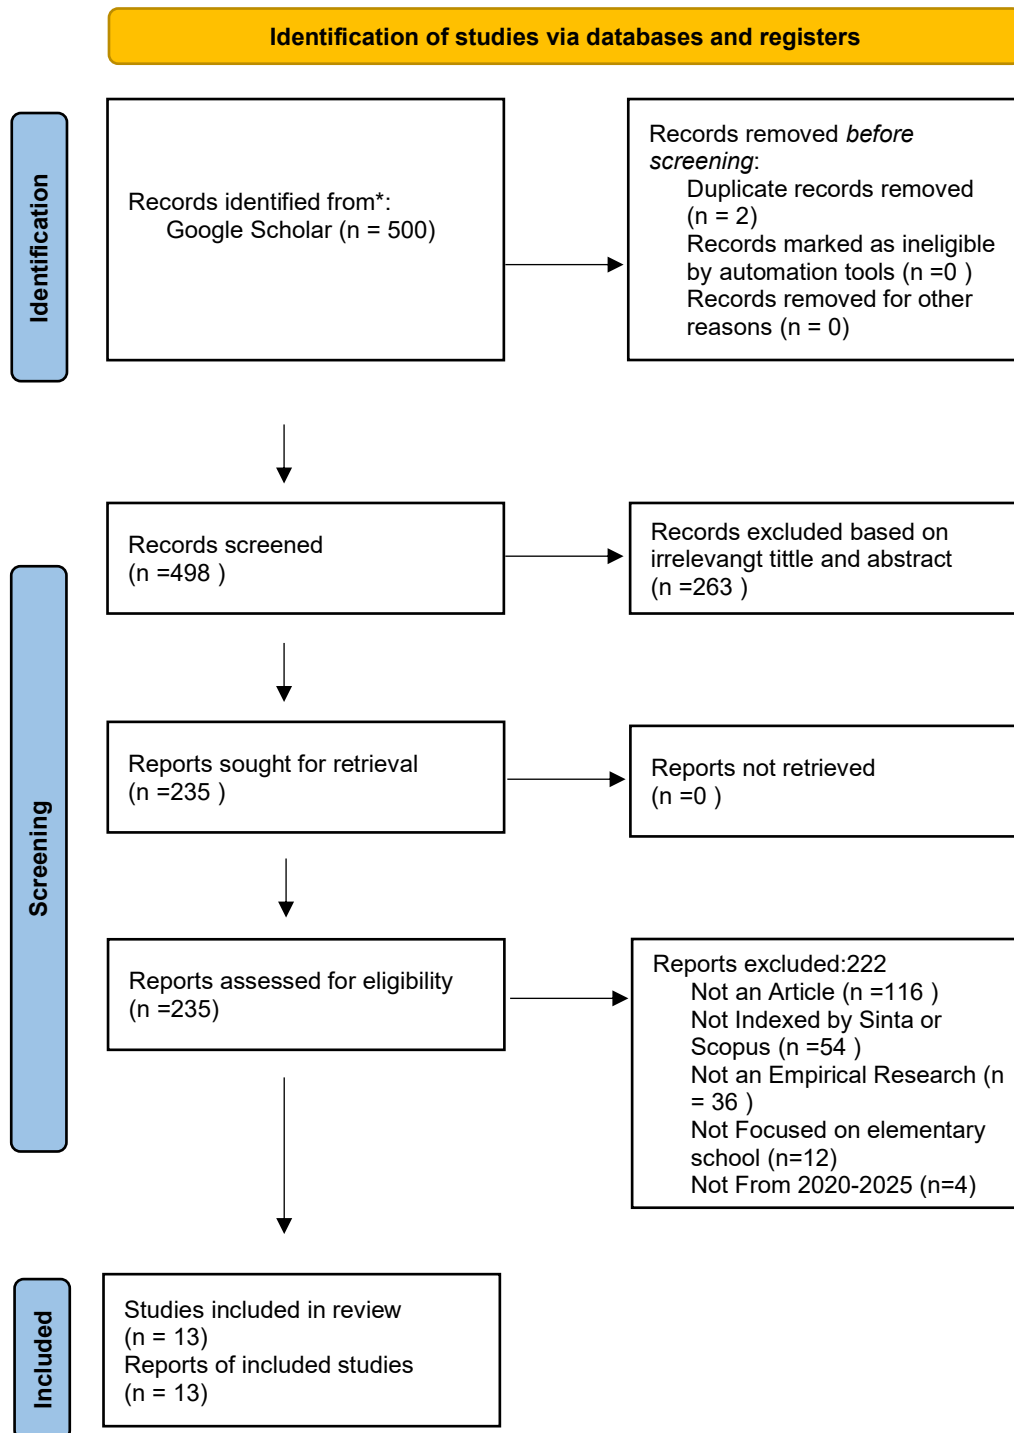 Identification of studies via databases and registers
Identification
Records identified from*:
Google Scholar (n = 500)
Records removed before
screening:
Duplicate records removed
(n = 2)
Records marked as ineligible
by automation tools (n =0 )
Records removed for other
reasons (n = 0)
Screening
Records screened
(n =498 )
Records excluded based on
irrelevangt tittle and abstract
(n =263 )
Reports sought for retrieval
(n =235 )
Reports not retrieved
(n =0 )
Reports assessed for eligibility
(n =235)
Reports excluded:222
Not an Article (n =116 )
Not Indexed by Sinta or
Scopus (n =54 )
Not an Empirical Research (n
= 36 )
Not Focused on elementary
school (n=12)
Not From 2020-2025 (n=4)
Included
Studies included in review
(n = 13)
Reports of included studies
(n = 13)